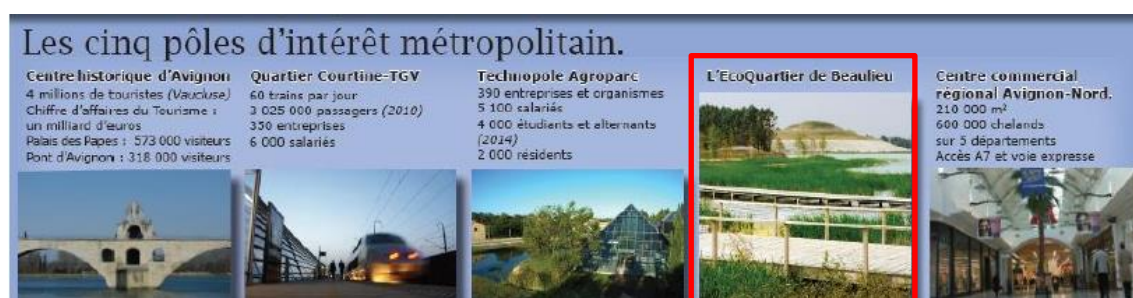 Les cinq pôles d'intérêt métropolitain.
Centre historique d'Avignon
4 millions de touristes (Vaucluse)
Chiffre d'affaires du Tourisme :
un milliard d'euros
Palais des Papes : 573 000 visiteurs
Pont d'Avignon : 318 000 visiteurs
Quartier Courtine-TGV
60 trains par jour
3 025 000 passagers (2010)
350 entreprises
6 000 salariés
Technopole Agroparc
390 entreprises et organismes
5 100 salariés
4 000 étudiants et alternants
(2014)
2 000 résidents
L'EcoQuartier de Beaulieu
Centre commercial
régional Avignon-Nord.
210 000 m²
600 000 chalands
sur 5 départements
Accès A7 et voie expresse